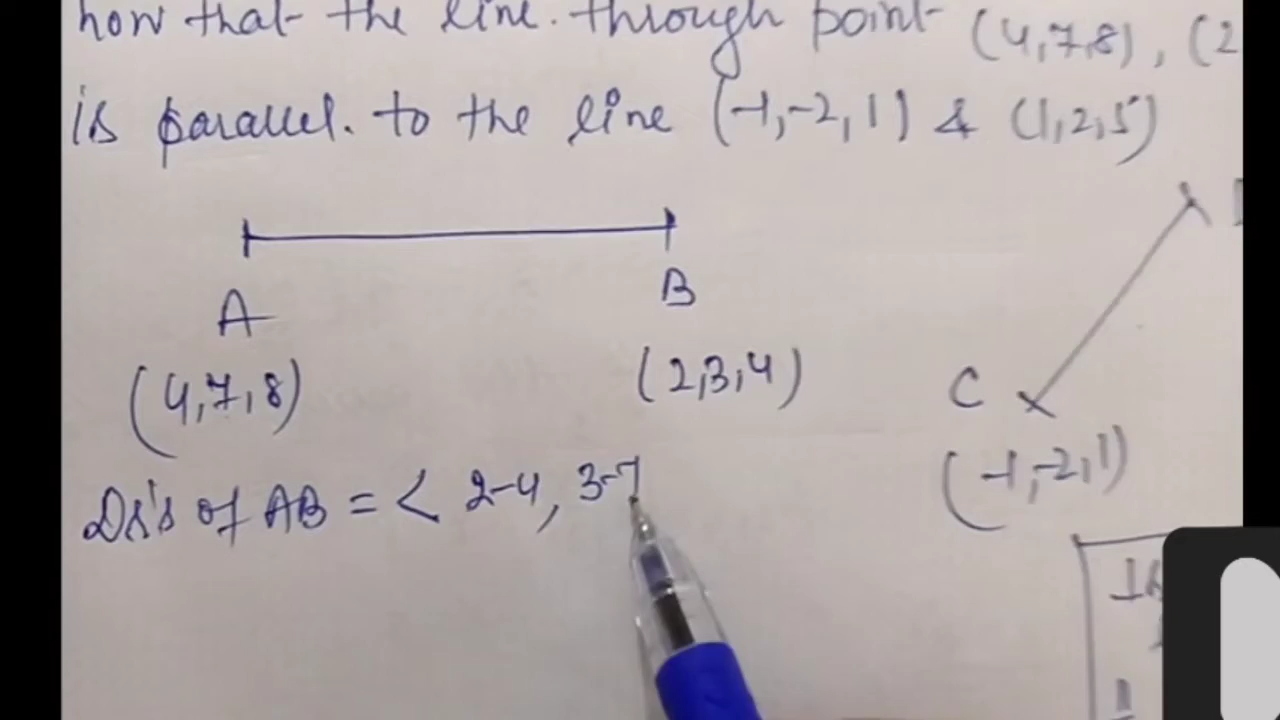 how that the line through point (4,7,8), (2
is parallel. to the line (-1,-2,1) & (1,2,5)
A
B
(4,7,8)
(2,3,4)
C
(-1,-2,1)
Dr's of AB = < 2-4, 3-7